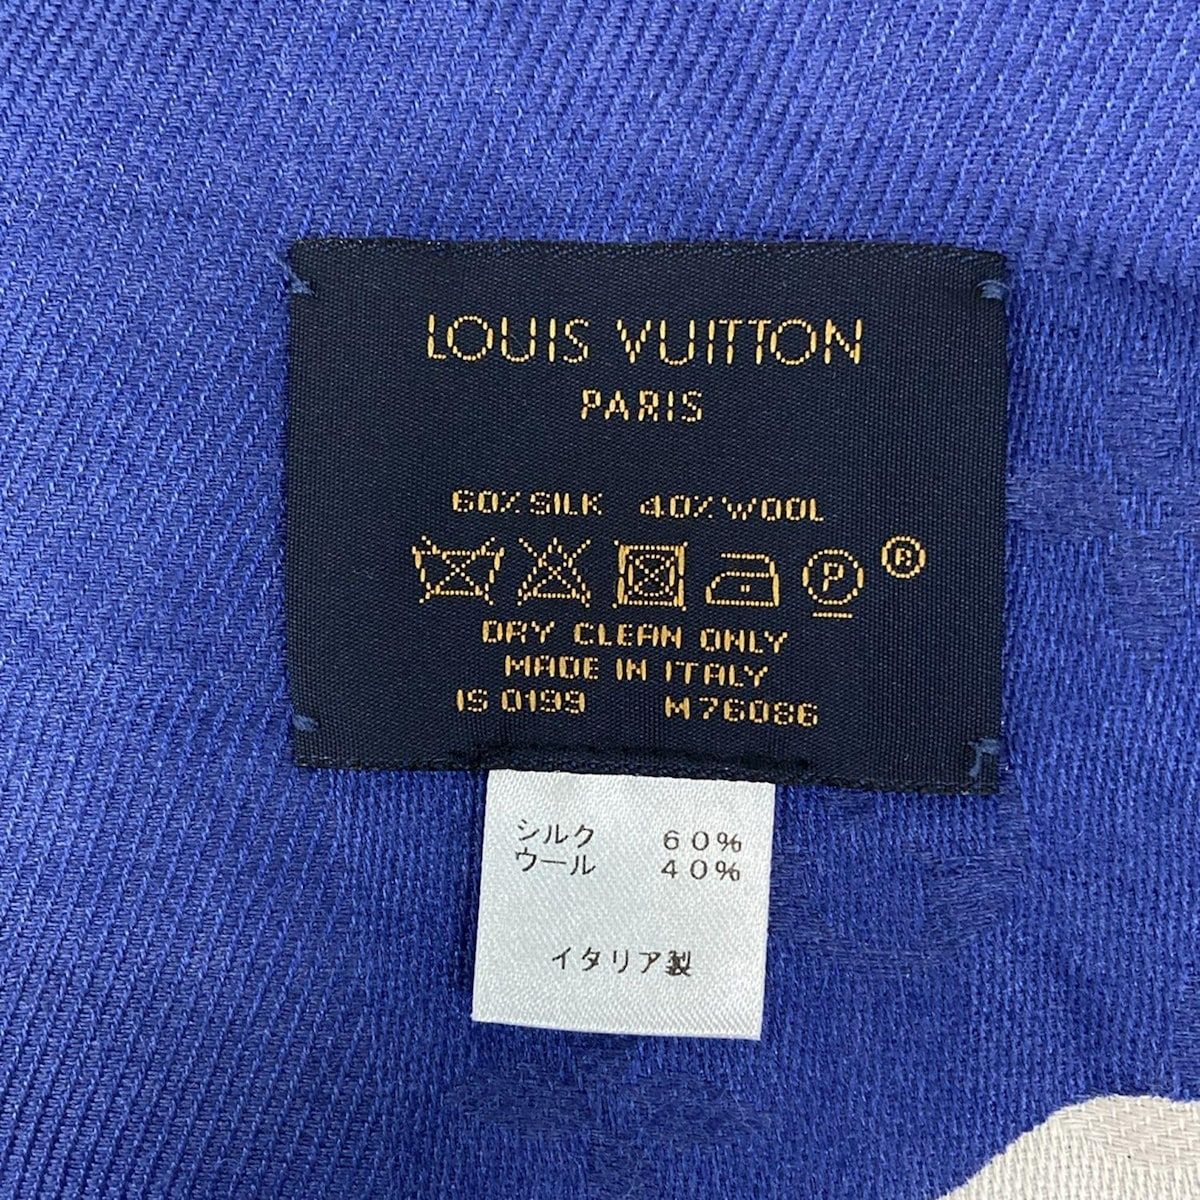 LOUIS VUITTON
PARIS
60% SILK 40% WOOL
P ®
DRY CLEAN ONLY
MADE IN ITALY
IS 0199 M76086
シルク 60%
ウール 40%
イタリア製